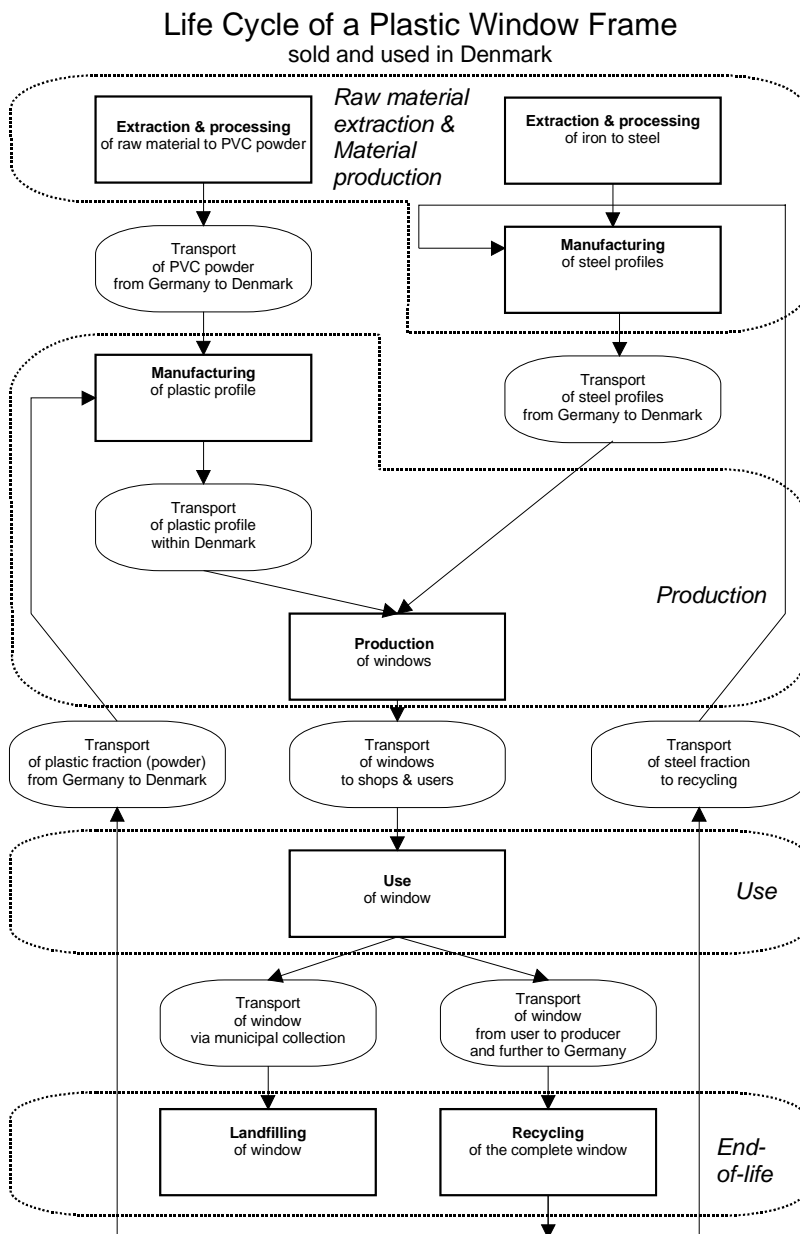 Life Cycle of a Plastic Window Frame
sold and used in Denmark
Extraction & processing
of raw material to PVC powder
Raw material
extraction &
Material
production
Extraction & processing
of iron to steel
Transport
of PVC powder
from Germany to Denmark
Manufacturing
of steel profiles
Manufacturing
of plastic profile
Transport
of steel profiles
from Germany to Denmark
Transport
of plastic profile
within Denmark
Production
Production
of windows
Transport
of plastic fraction (powder)
from Germany to Denmark
Transport
of windows
to shops & users
Transport
of steel fraction
to recycling
Use
of window
Use
Transport
of window
via municipal collection
Transport
of window
from user to producer
and further to Germany
Landfilling
of window
Recycling
of the complete window
End-
of-life